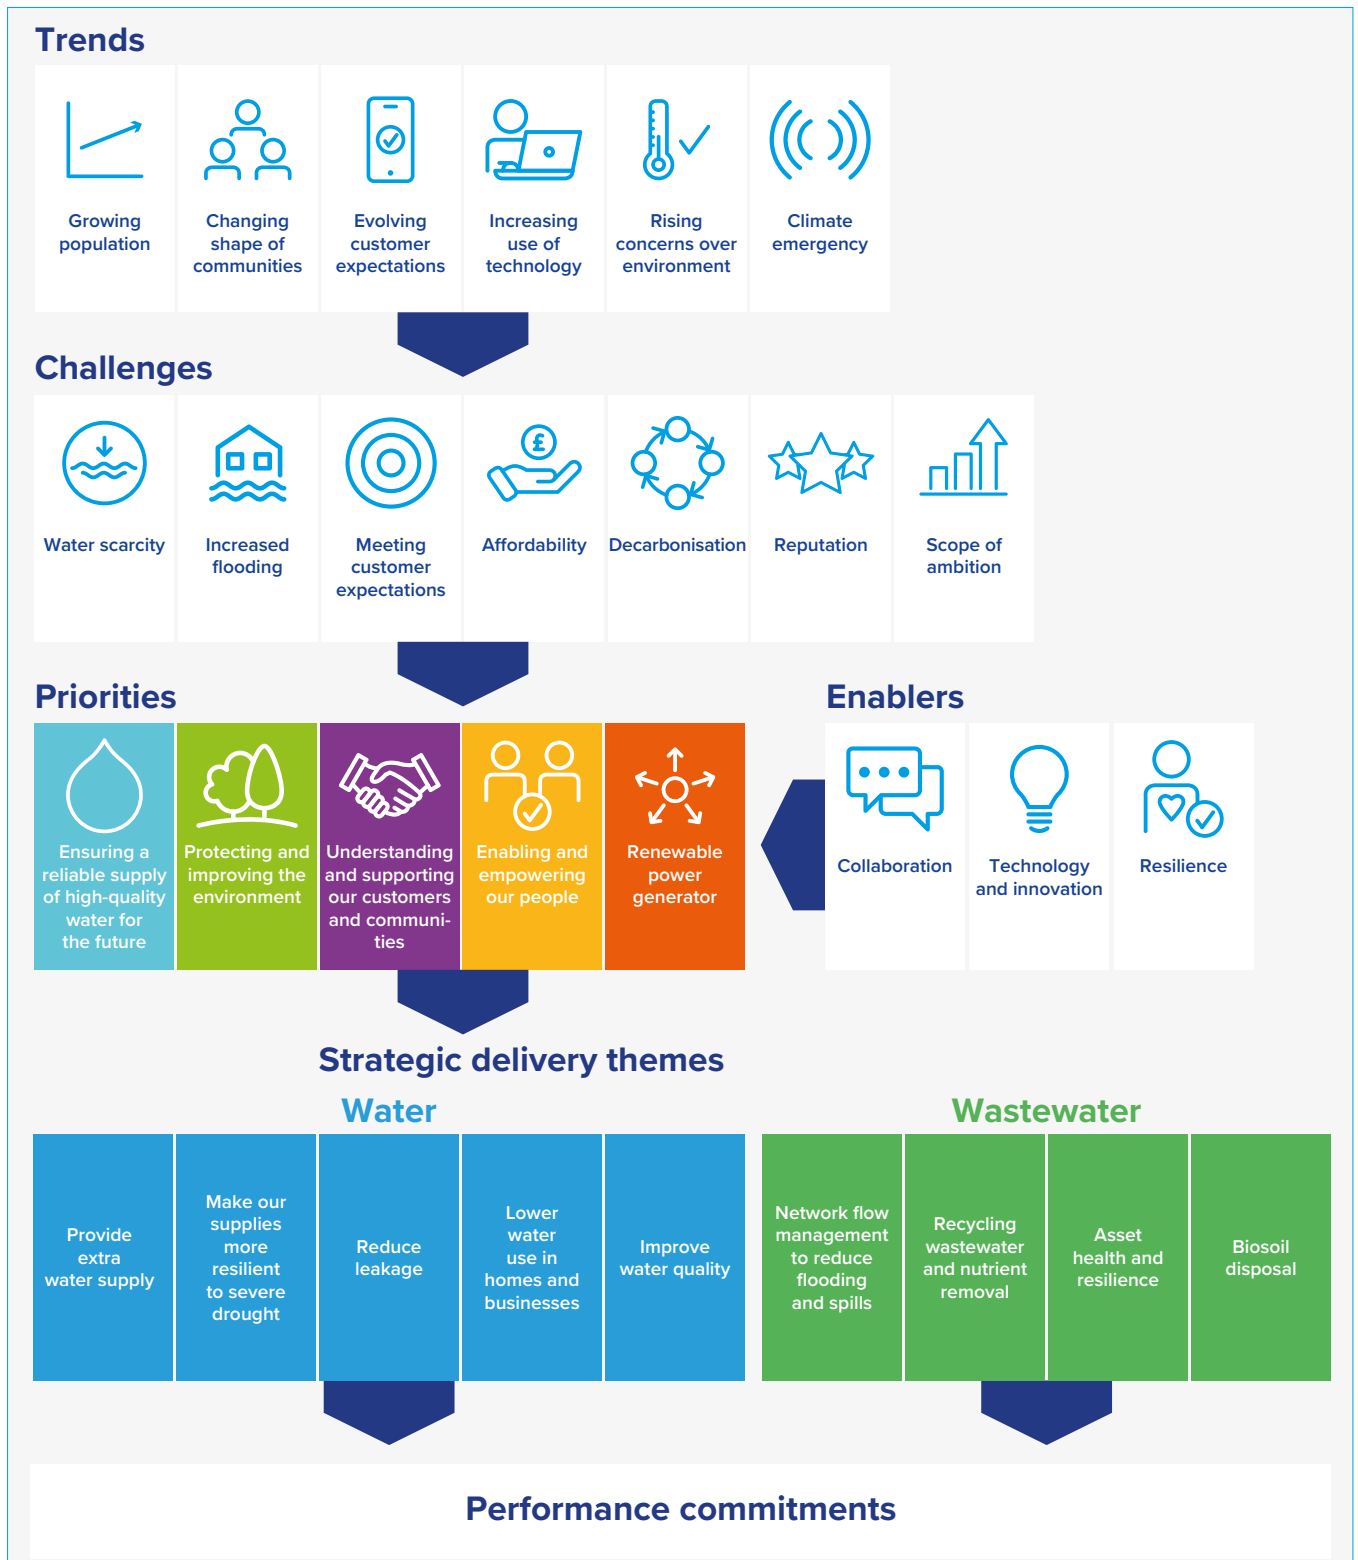 Trends
Growing
population
Changing
shape of
communities
Evolving
customer
expectations
Increasing
use of
technology
Rising
concerns over
environment
Climate
emergency
Challenges
Water scarcity
Increased
flooding
Meeting
customer
expectations
£
Affordability
Decarbonisation
Reputation
Scope of
ambition
Priorities
Ensuring a
reliable supply
of high-quality
water for
the future
Protecting and
improving the
environment
Understanding
and supporting
our customers
and communi-
ties
Enabling and
empowering
our people
Renewable
power
generator
Enablers
Collaboration
Technology
and innovation
Resilience
Strategic delivery themes
Water
Provide
extra
water supply
Make our
supplies
more
resilient
to severe
drought
Reduce
leakage
Lower
water
use in
homes and
businesses
Improve
water quality
Wastewater
Network flow
management
to reduce
flooding
and spills
Recycling
wastewater
and nutrient
removal
Asset
health and
resilience
Biosoil
disposal
Performance commitments